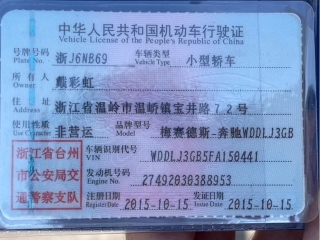 中华人民共和国机动车行驶证
Vehicle License of the People's Republic of China
号牌号码 Plate No. 浙J6NB69 车辆类型 Vehicle Type 小型轿车
所有人 Owner 戴彩虹
住址 Address 浙江省温岭市温峤镇宝井路72号
使用性质 Use Character 非营运 品牌型号 Model 梅赛德斯-奔驰WDDLJ3GB
浙江省台州市公安局交通警察支队
车辆识别代号 VIN WDDLJ3GB5FA150441
发动机号码 Engine No. 27492030388953
注册日期 Register Date 2015-10-15 发证日期 Issue Date 2015-10-15